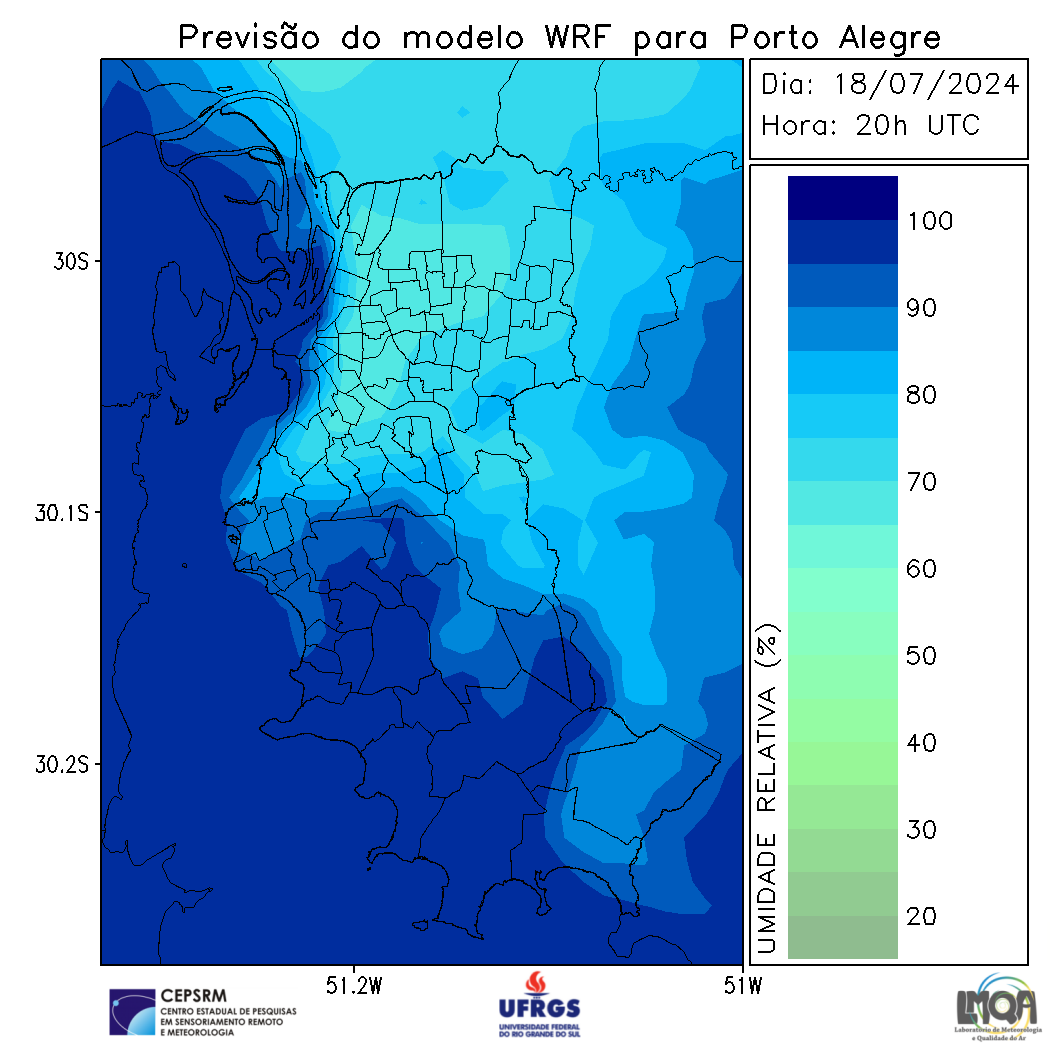 Previsão do modelo WRF para Porto Alegre
Dia: 18/07/2024
Hora: 20h UTC
30S
30.1S
30.2S
51.2W
51W
UMIDADE RELATIVA (%)
100
90
80
70
60
50
40
30
20
CEPSRM
CENTRO ESTADUAL DE PESQUISAS
EM SENSORIAMENTO REMOTO
E METEOROLOGIA
UFRGS
UNIVERSIDADE FEDERAL
DO RIO GRANDE DO SUL
LMQA
Laboratório de Meteorologia
e Qualidade do Ar